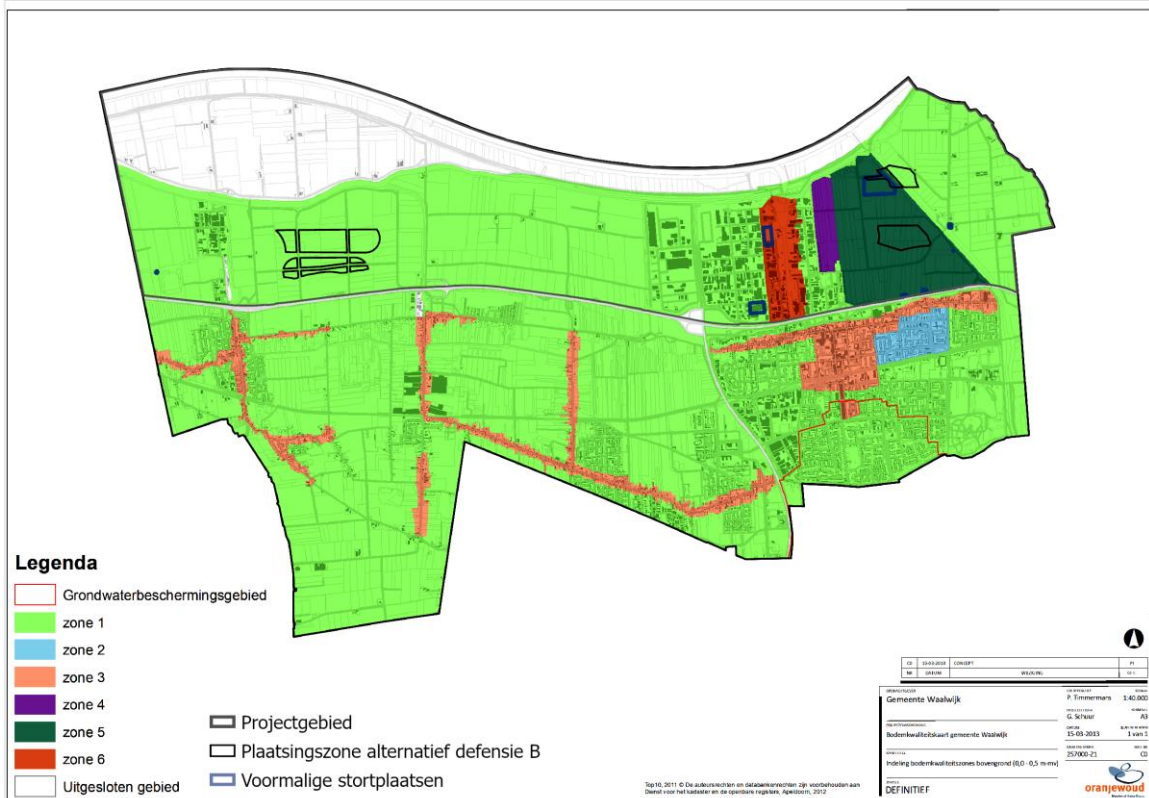 Legenda
Grondwaterbeschermingsgebied
zone 1
zone 2
zone 3
zone 4
zone 5
zone 6
Uitgesloten gebied
Projectgebied
Plaatsingszone alternatief defensie B
Voormalige stortplaatsen
Top10, 2011 © De auteursrechten en databankenrechten zijn voorbehouden aan
Dienst voor het kadaster en de openbare registers, Apeldoorn, 2012
CONCEPT
Gemeente Waalwijk
P. Timmermans 1:40.000
G. Schuur A3
Bodemkwaliteitskaart gemeente Waalwijk
15-03-2013 1 van 1
257000-Z1 C0
Indeling bodemkwaliteitszones bovengrond (0,0 - 0,5 m-mv)
DEFINITIEF
oranjewoud